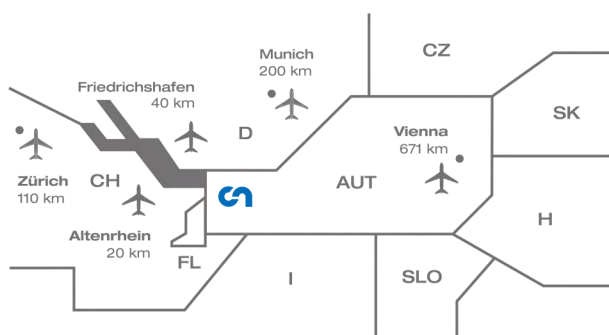 CZ
Munich
200 km
Friedrichshafen
40 km
D
SK
Vienna
671 km
Zürich
110 km
CH
AUT
Altenrhein
20 km
H
FL
I
SLO